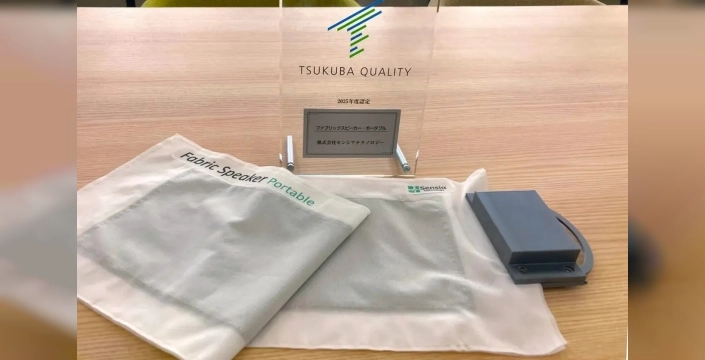 TSUKUBA QUALITY
2025年度認定
ファブリックスピーカー・ポータブル
株式会社センシアテクノロジー
Fabric Speaker Portable
Sensia